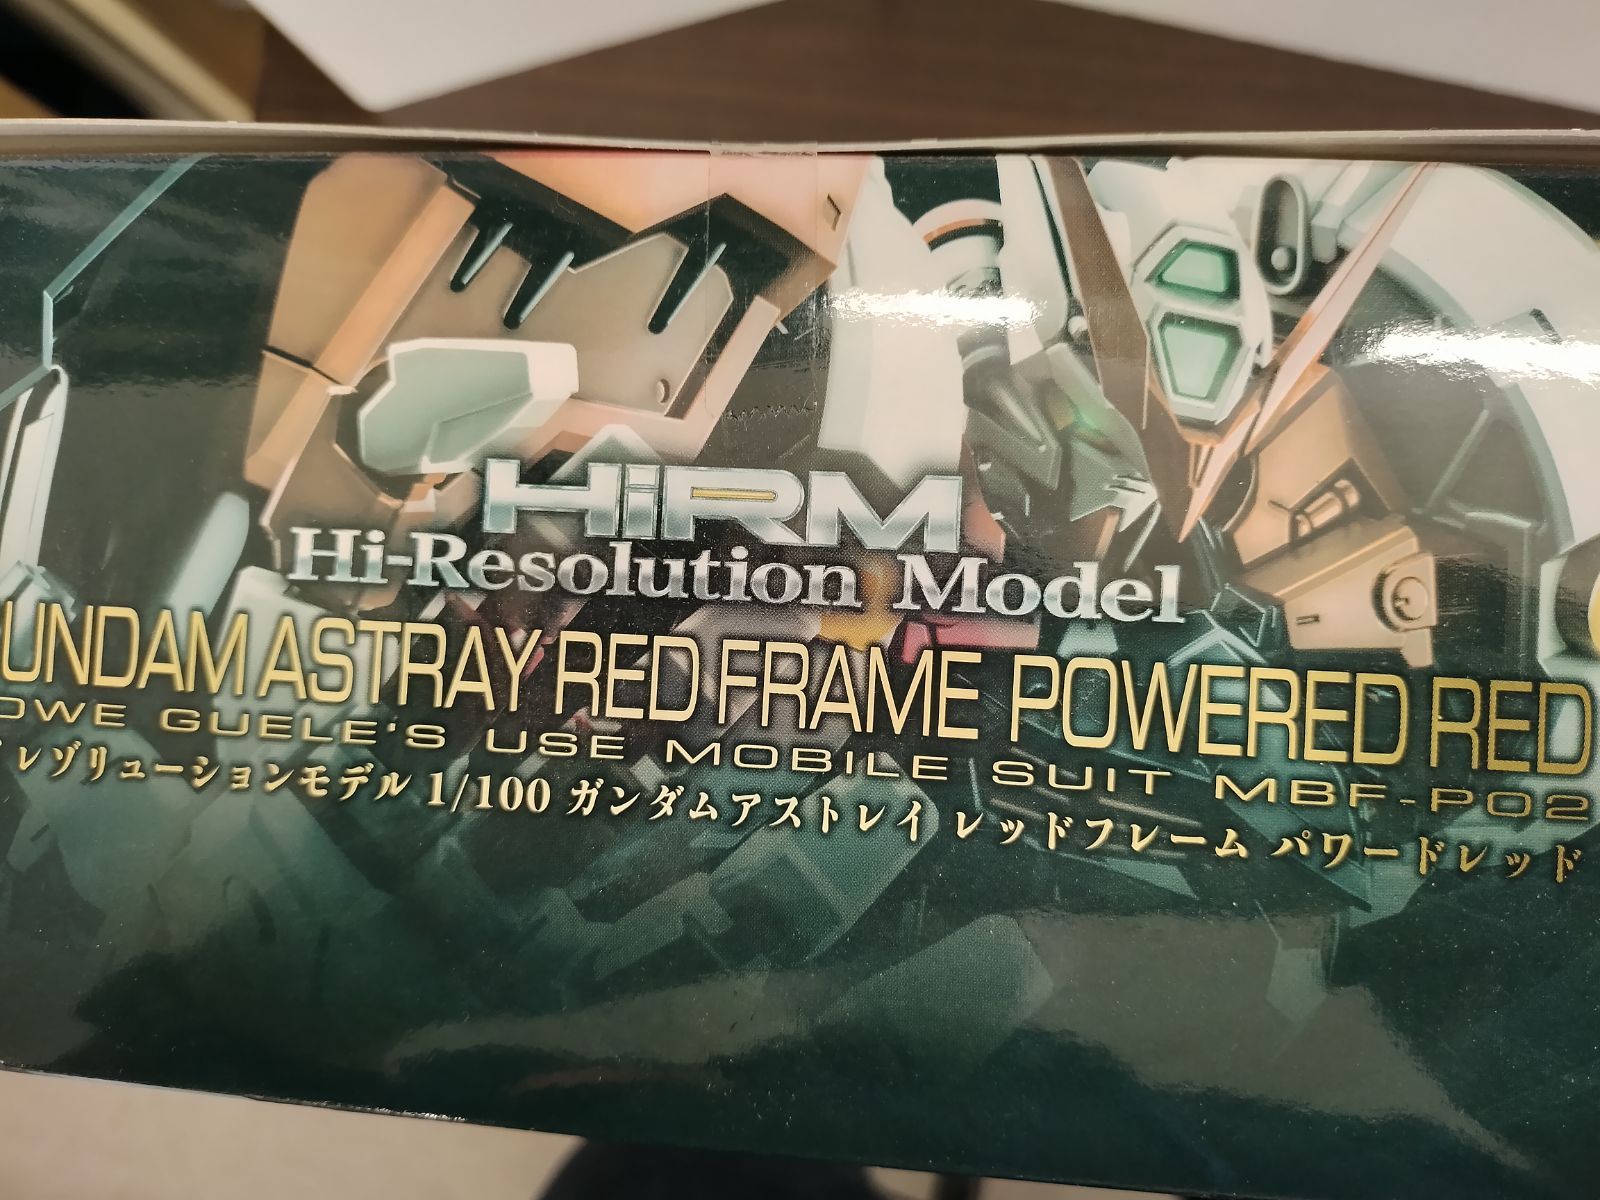 HiRM
Hi-Resolution Model
GUNDAM ASTRAY RED FRAME POWERED RED
OWE GUELE'S USE MOBILE SUIT MBF-P02
レゾリューションモデル 1/100 ガンダムアストレイ レッドフレーム パワードレッド